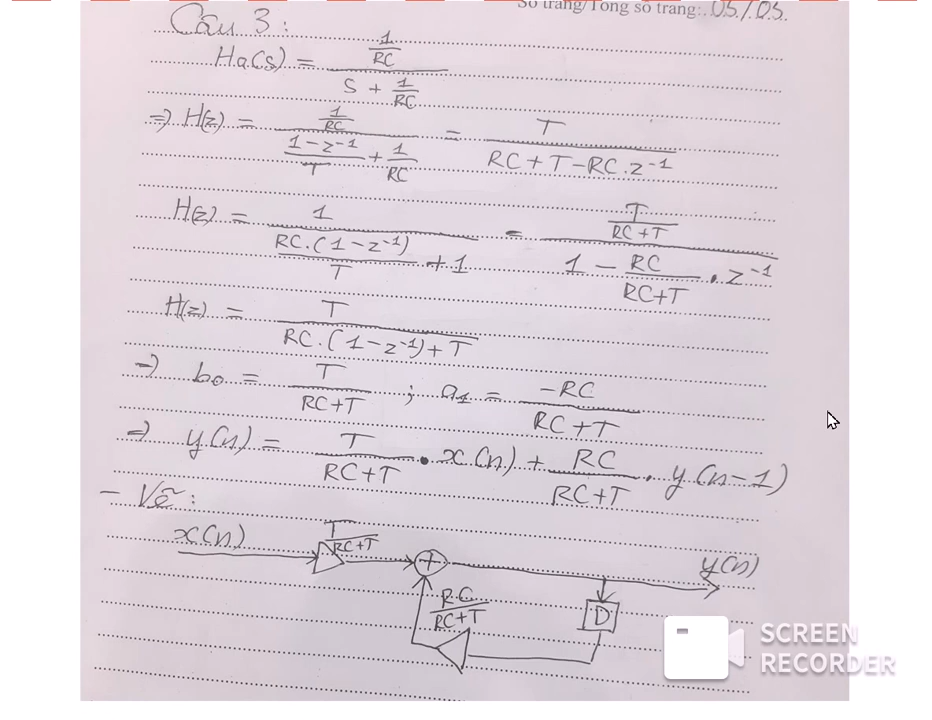 Số trang/Tổng số trang: 05/05.
Câu 3:
Ha(s) = (1/RC) / (s + 1/RC)
=> H(z) = (1/RC) / ((1-z^-1)/T + 1/RC) = T / (RC+T-RC.z^-1)
H(z) = 1 / (RC.(1-z^-1)/T + 1) = (T/(RC+T)) / (1 - RC/(RC+T) . z^-1)
H(z) = T / (RC.(1-z^-1)+T)
=> b0 = T/(RC+T) ; a1 = -RC/(RC+T)
=> y(n) = T/(RC+T) . x(n) + RC/(RC+T) . y(n-1)
- Vẽ:
x(n) T/(RC+T) + y(n)
RC/(RC+T) D
SCREEN
RECORDER